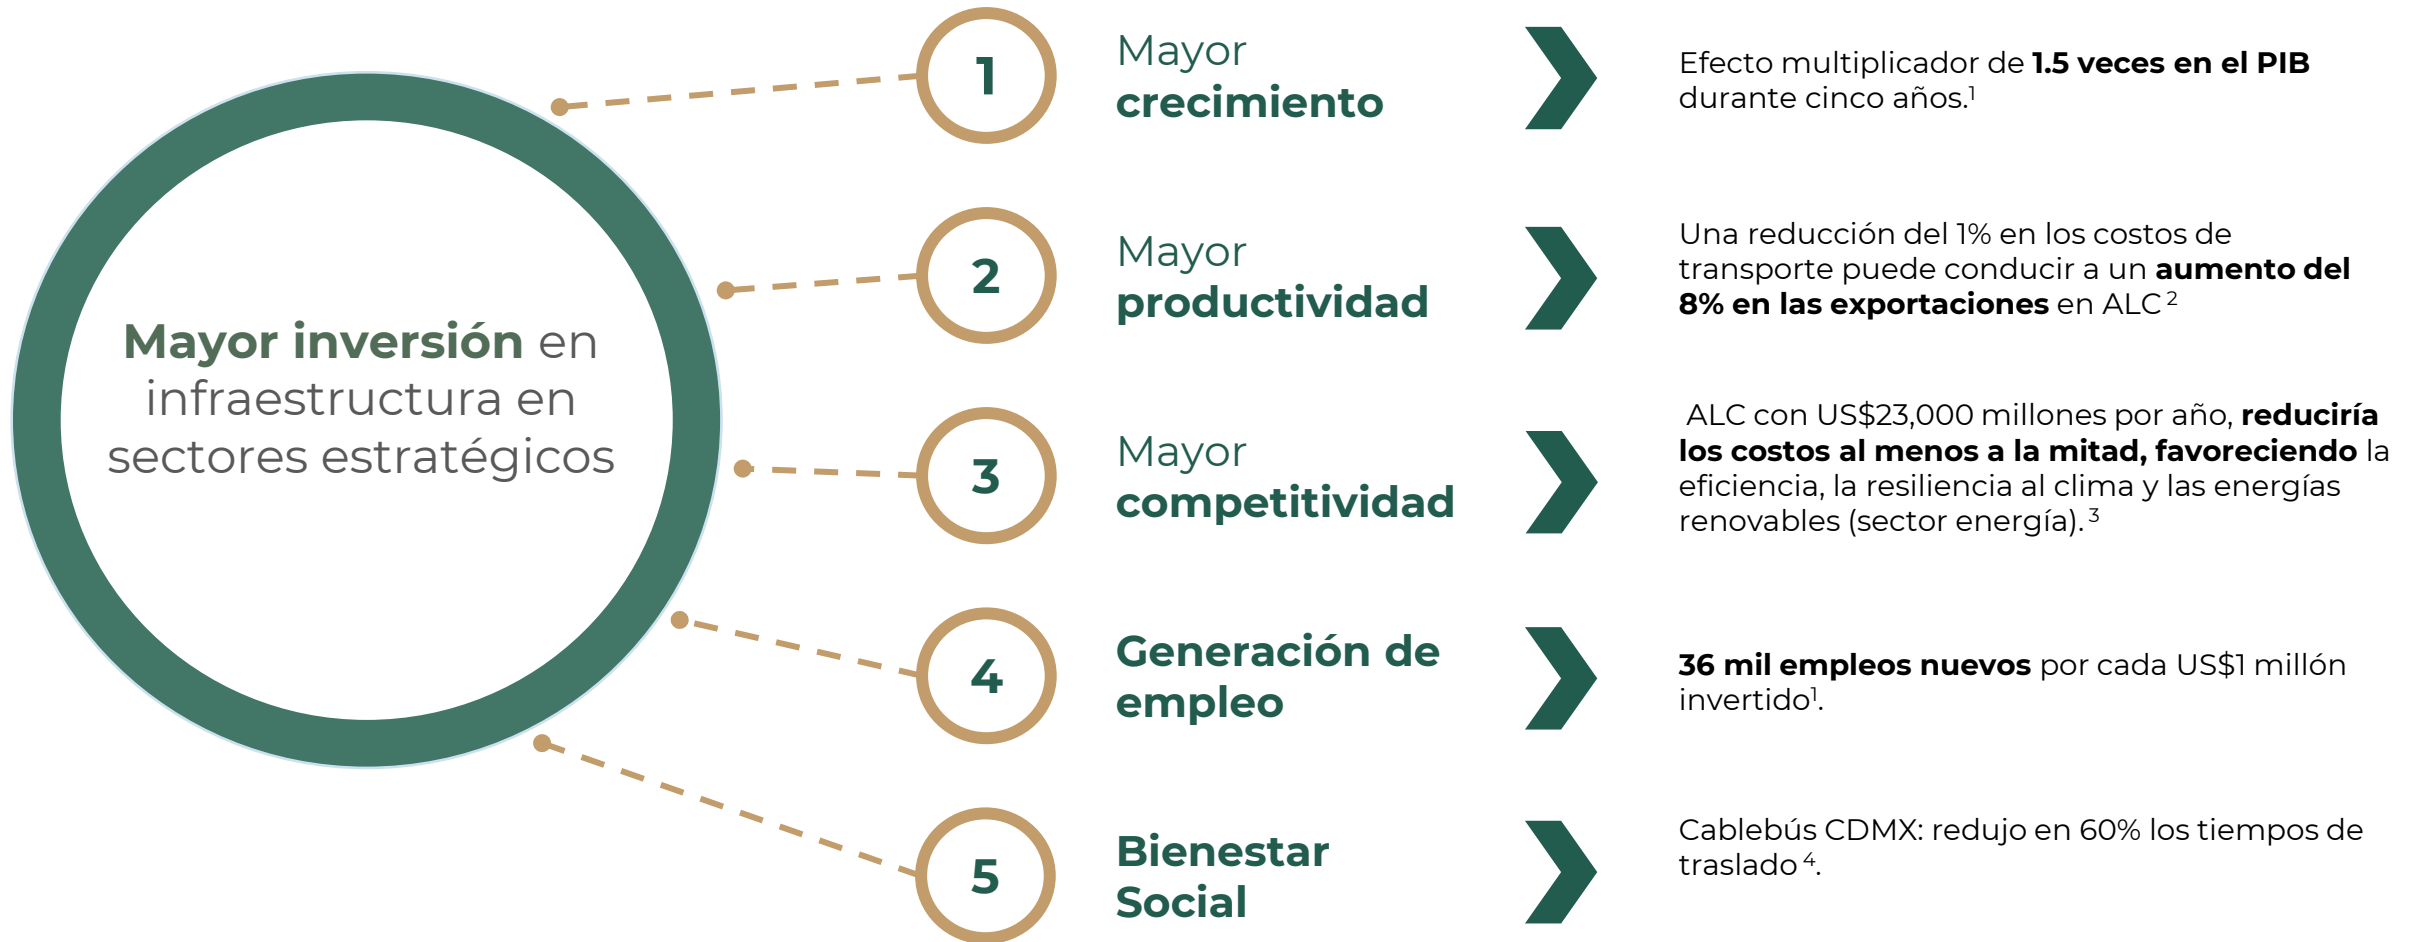 Mayor inversión en
infraestructura en
sectores estratégicos
1
Mayor
crecimiento
Efecto multiplicador de 1.5 veces en el PIB
durante cinco años.¹
2
Mayor
productividad
Una reducción del 1% en los costos de
transporte puede conducir a un aumento del
8% en las exportaciones en ALC ²
3
Mayor
competitividad
ALC con US$23,000 millones por año, reduciría
los costos al menos a la mitad, favoreciendo la
eficiencia, la resiliencia al clima y las energías
renovables (sector energía). ³
4
Generación de
empleo
36 mil empleos nuevos por cada US$1 millón
invertido¹.
5
Bienestar
Social
Cablebús CDMX: redujo en 60% los tiempos de
traslado ⁴.